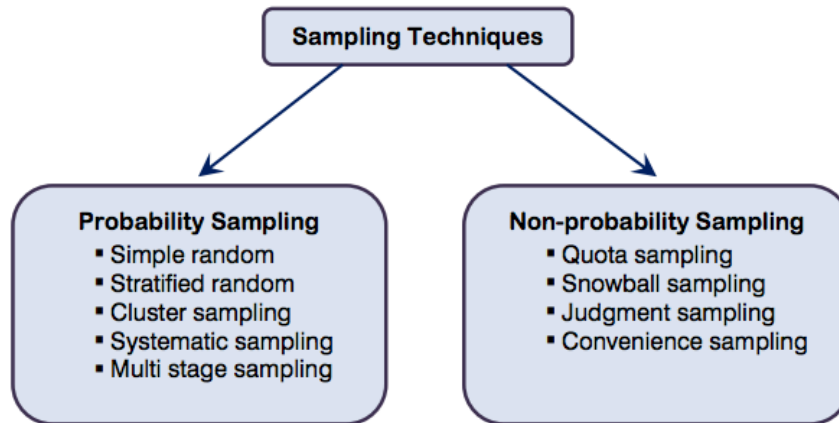 Sampling Techniques
Probability Sampling
▪ Simple random
▪ Stratified random
▪ Cluster sampling
▪ Systematic sampling
▪ Multi stage sampling
Non-probability Sampling
▪ Quota sampling
▪ Snowball sampling
▪ Judgment sampling
▪ Convenience sampling